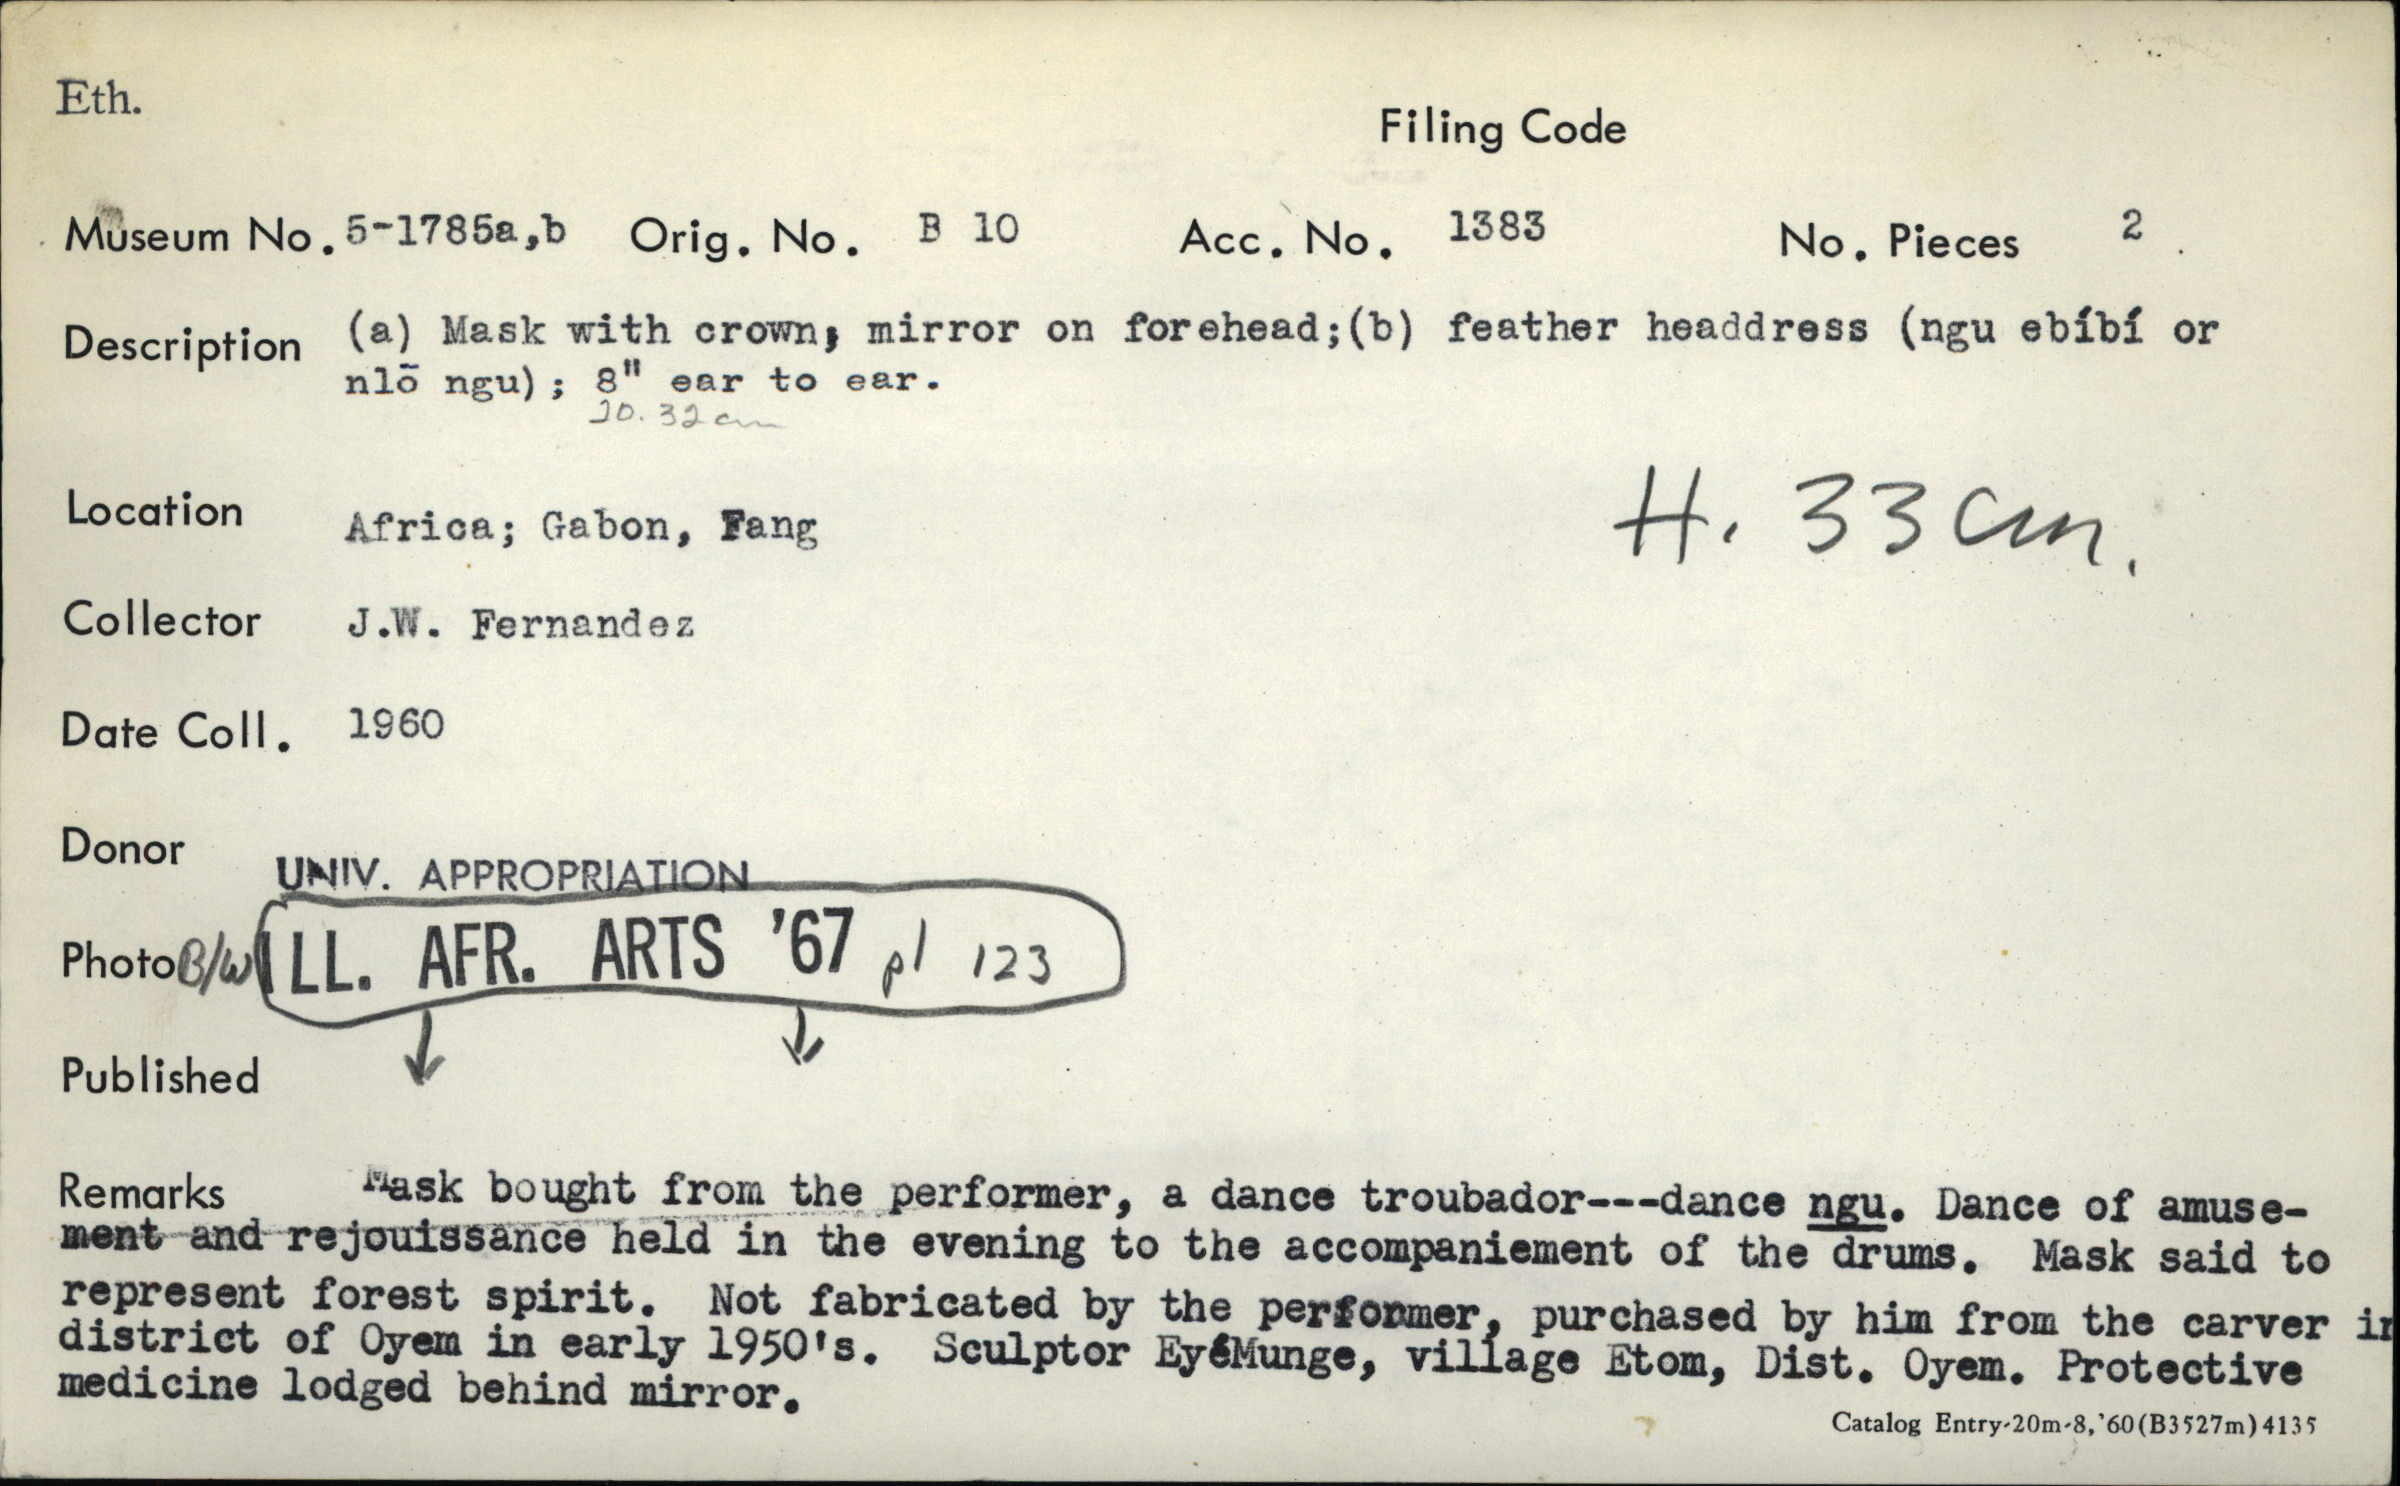 Eth.
Filing Code
Museum No. 5-1785a,b Orig. No. B 10 Acc. No. 1383 No. Pieces 2
Description (a) Mask with crown, mirror on forehead;(b) feather headdress (ngu ebíbí or
nlō ngu); 8" ear to ear.
20.32 cm
H. 33 cm.
Location Africa; Gabon, Fang
Collector J.W. Fernandez
Date Coll. 1960
Donor
UNIV. APPROPRIATION
Photo B/W ILL. AFR. ARTS '67 pl 123
Published
Remarks Mask bought from the performer, a dance troubador---dance ngu. Dance of amuse-
ment and rejouissance held in the evening to the accompaniement of the drums. Mask said to
represent forest spirit. Not fabricated by the performer, purchased by him from the carver in
district of Oyem in early 1950's. Sculptor EyéMunge, village Etom, Dist. Oyem. Protective
medicine lodged behind mirror.
Catalog Entry-20m-8,'60(B3527m)4135